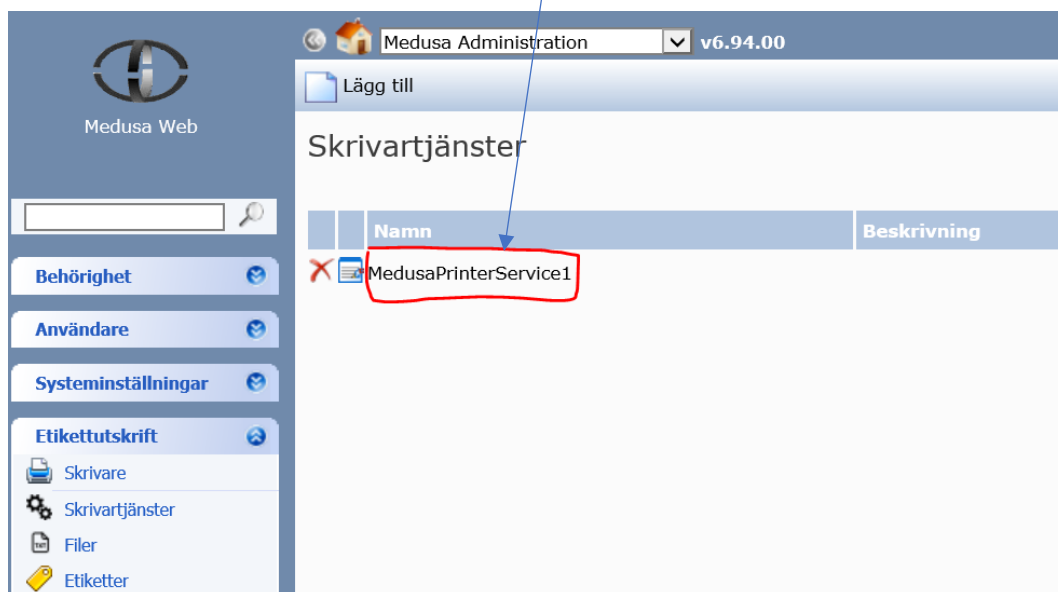 Medusa Administration v6.94.00
Lägg till
Medusa Web
Skrivartjänster
Namn Beskrivning
MedusaPrinterService1
Behörighet
Användare
Systeminställningar
Etikettutskrift
Skrivare
Skrivartjänster
Filer
Etiketter